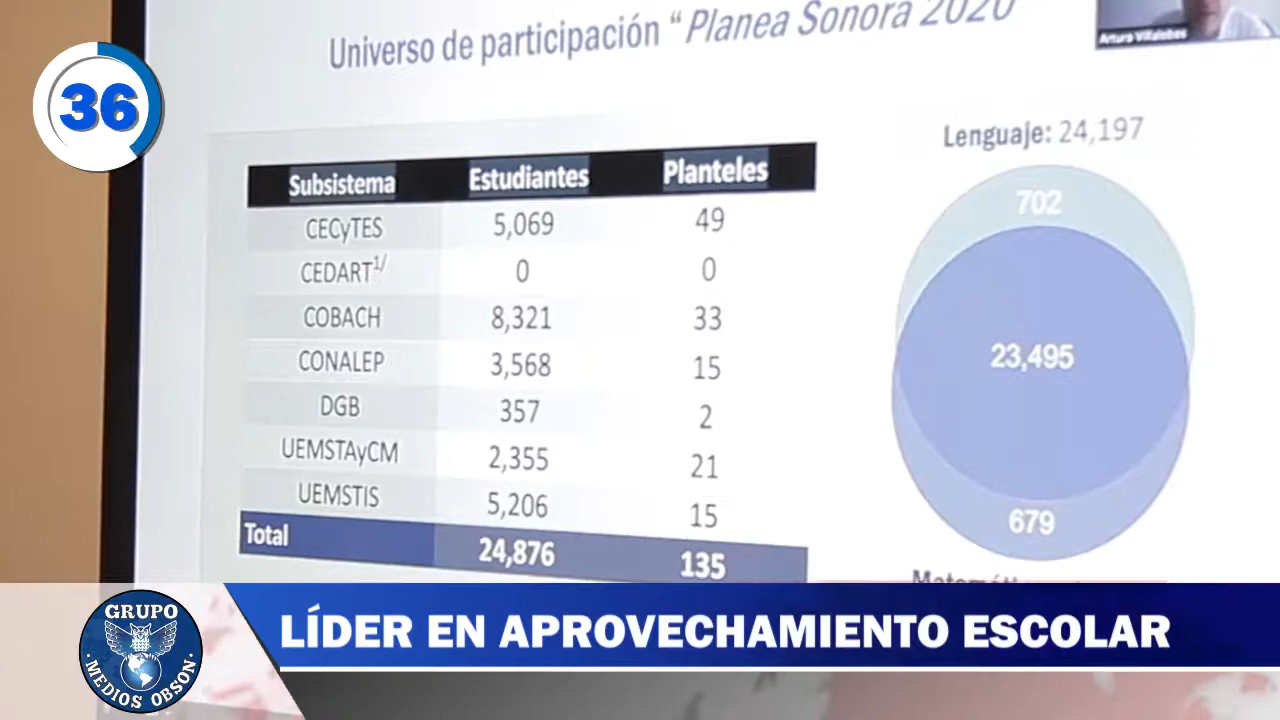 Universo de participación “ Planea Sonora 2020
Arturo Villalobos
36
Lenguaje: 24,197
Subsistema Estudiantes Planteles
CECyTES 5,069 49
CEDART1/ 0 0
COBACH 8,321 33
CONALEP 3,568 15
DGB 357 2
UEMSTAyCM 2,355 21
UEMSTIS 5,206 15
Total 24,876 135
702
23,495
679
LÍDER EN APROVECHAMIENTO ESCOLAR
GRUPO
MEDIOS OBSON